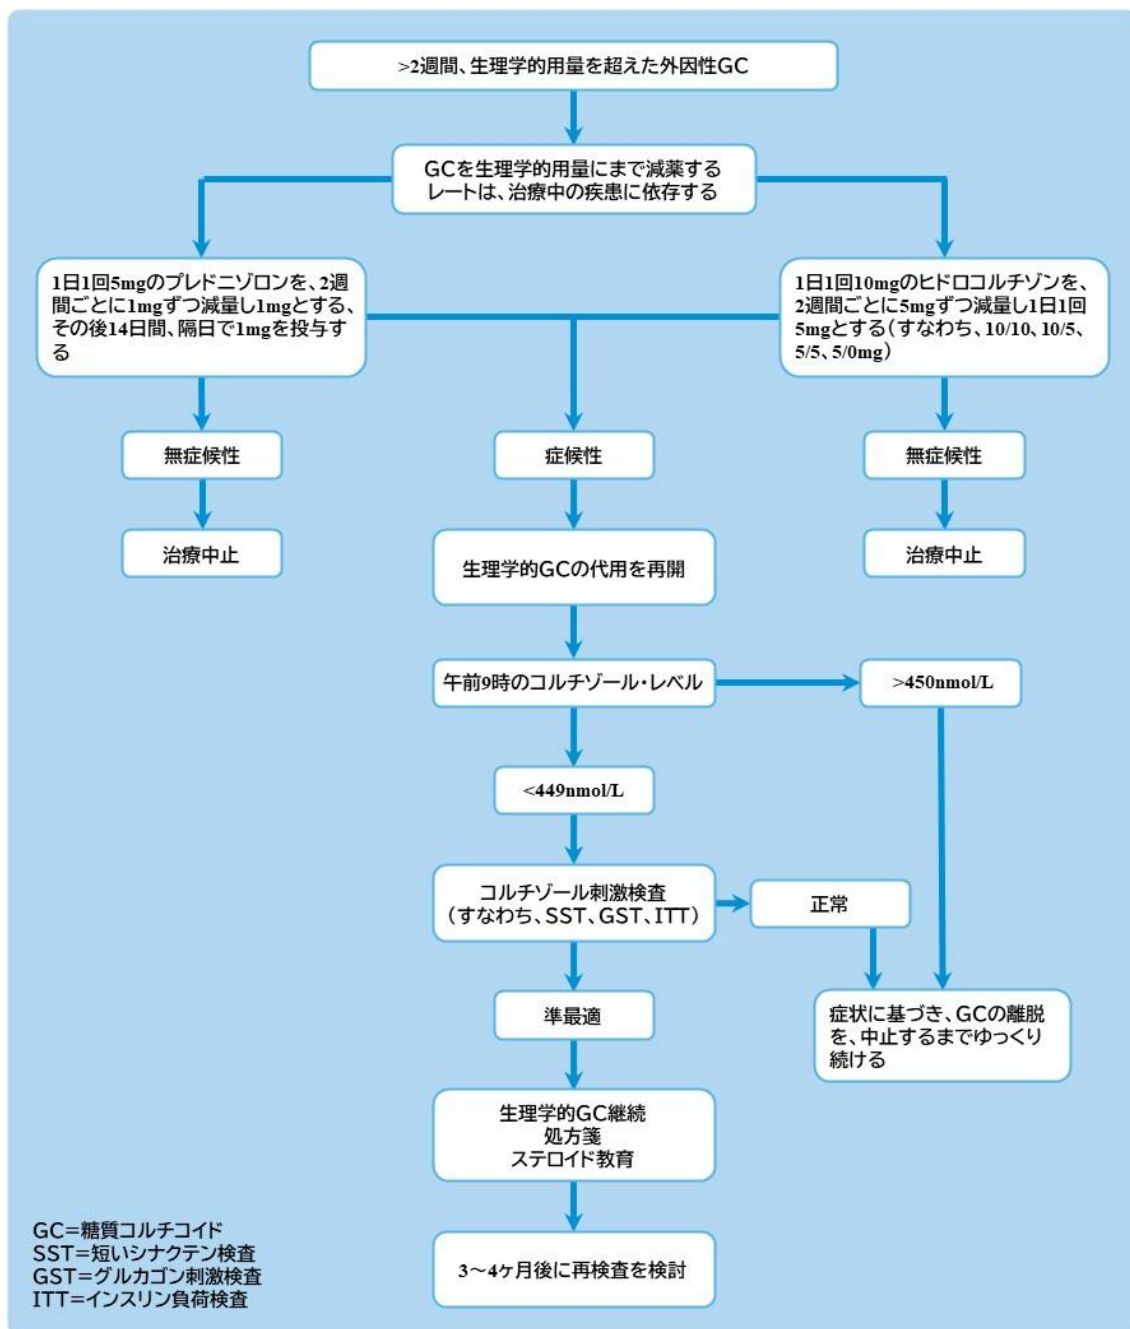 >2週間、生理学的用量を超えた外因性GC
GCを生理学的用量にまで減薬する
レートは、治療中の疾患に依存する
1日1回5mgのプレドニゾロンを、2週
間ごとに1mgずつ減量し1mgとする、
その後14日間、隔日で1mgを投与す
る
1日1回10mgのヒドロコルチゾンを、
2週間ごとに5mgずつ減量し1日1回
5mgとする（すなわち、10/10、10/5、
5/5、5/0mg）
無症候性
症候性
無症候性
治療中止
生理学的GCの代用を再開
治療中止
午前9時のコルチゾール・レベル
>450nmol/L
<449nmol/L
コルチゾール刺激検査
（すなわち、SST、GST、ITT）
正常
準最適
症状に基づき、GCの離脱
を、中止するまでゆっくり
続ける
生理学的GC継続
処方箋
ステロイド教育
3～4ヶ月後に再検査を検討
GC=糖質コルチコイド
SST=短いシナクテン検査
GST=グルカゴン刺激検査
ITT=インスリン負荷検査